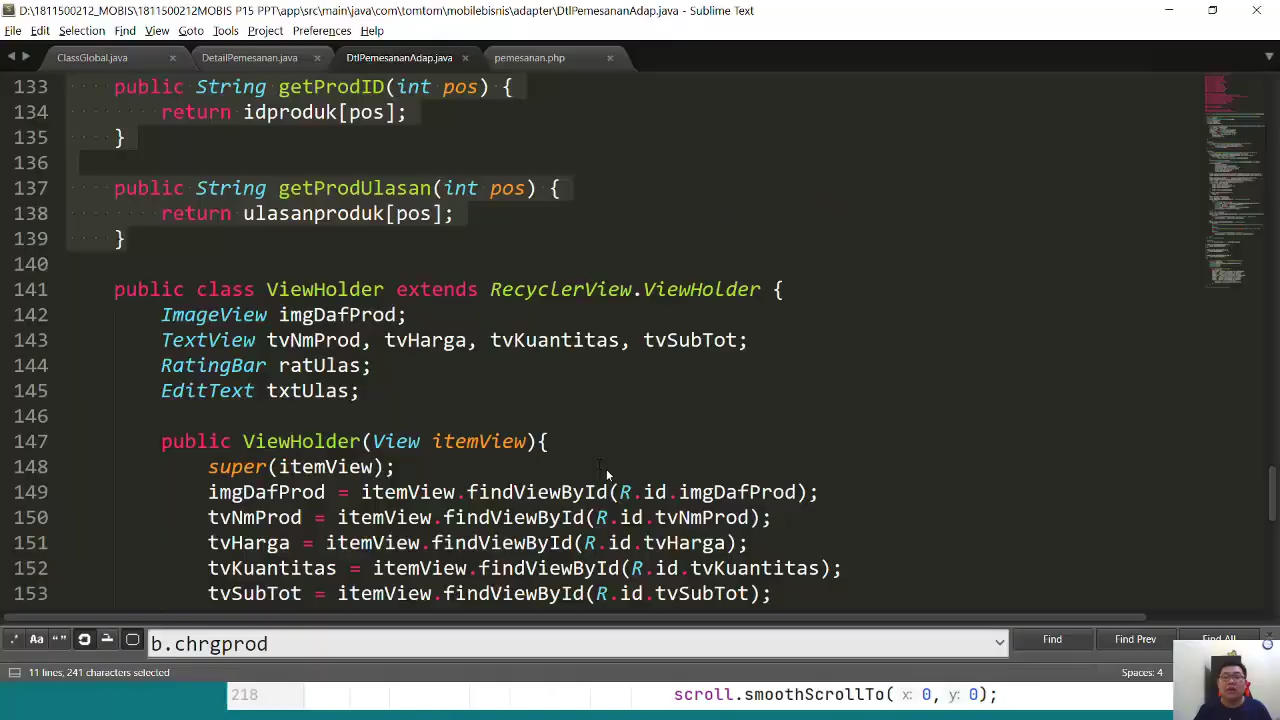 D:\1811500212_MOBIS\1811500212_MOBIS P15 PPT\app\src\main\java\com\tomtom\mobilebisnis\adapter\DtlPemesananAdap.java - Sublime Text
File Edit Selection Find View Goto Tools Project Preferences Help
ClassGlobal.java DetailPemesanan.java DtlPemesananAdap.java pemesanan.php
133 public String getProdID(int pos) {
134 return idproduk[pos];
135 }
136
137 public String getProdUlasan(int pos) {
138 return ulasanproduk[pos];
139 }
140
141 public class ViewHolder extends RecyclerView.ViewHolder {
142 ImageView imgDafProd;
143 TextView tvNmProd, tvHarga, tvKuantitas, tvSubTot;
144 RatingBar ratUlas;
145 EditText txtUlas;
146
147 public ViewHolder(View itemView){
148 super(itemView);
149 imgDafProd = itemView.findViewById(R.id.imgDafProd);
150 tvNmProd = itemView.findViewById(R.id.tvNmProd);
151 tvHarga = itemView.findViewById(R.id.tvHarga);
152 tvKuantitas = itemView.findViewById(R.id.tvKuantitas);
153 tvSubTot = itemView.findViewById(R.id.tvSubTot);
.* Aa “” b.chrgprod Find Find Prev Find All
11 lines, 241 characters selected Spaces: 4
218 scroll.smoothScrollTo( x: 0, y: 0);